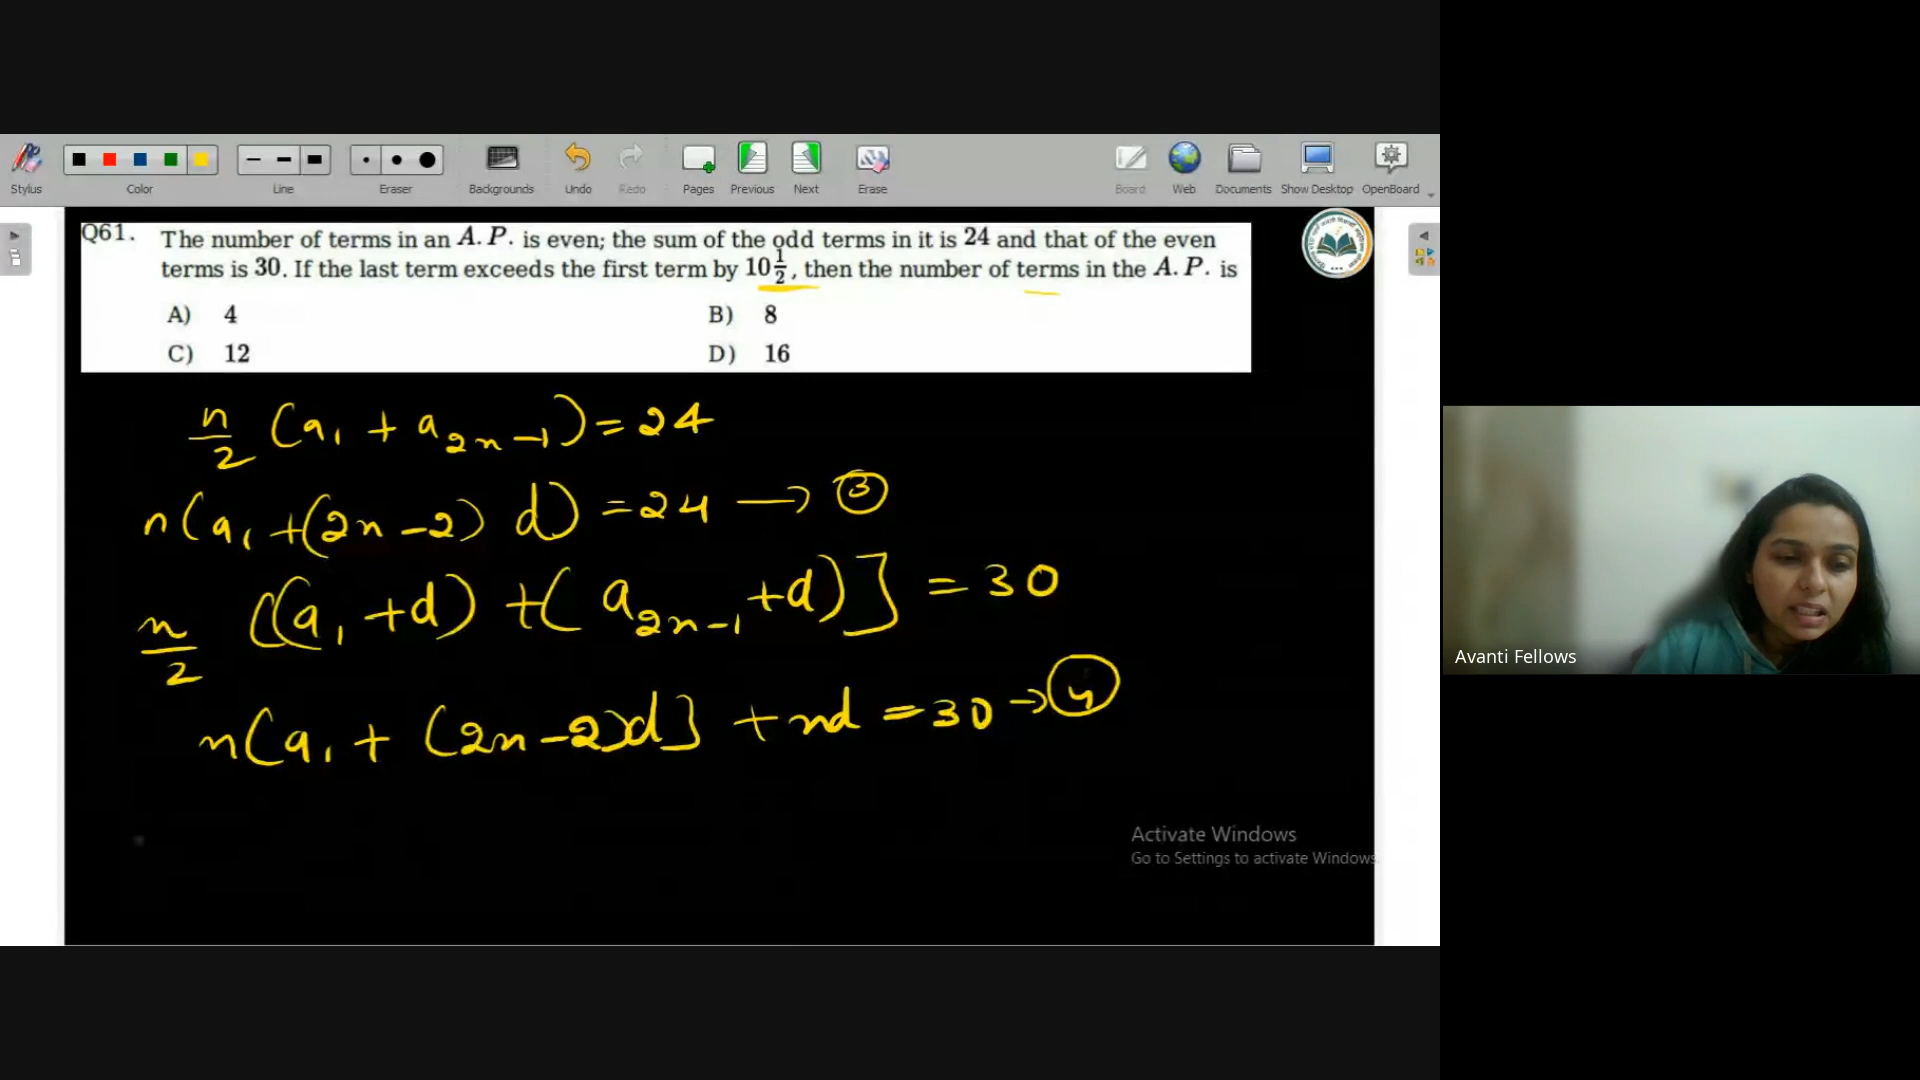 Stylus
Color
Line
Eraser
Backgrounds
Undo
Redo
Pages
Previous
Next
Erase
Board
Web
Documents
Show Desktop
OpenBoard
Q61. The number of terms in an A.P. is even; the sum of the odd terms in it is 24 and that of the even
terms is 30. If the last term exceeds the first term by 10 1/2, then the number of terms in the A.P. is
A) 4 B) 8
C) 12 D) 16
n/2 (a₁ + a₂ₙ₋₁) = 24
n(a₁ + (2n-2) d) = 24 → ③
n/2 [(a₁ + d) + (a₂ₙ₋₁ + d)] = 30
n(a₁ + (2n-2)d] + nd = 30 → ④
Activate Windows
Go to Settings to activate Windows.
Avanti Fellows